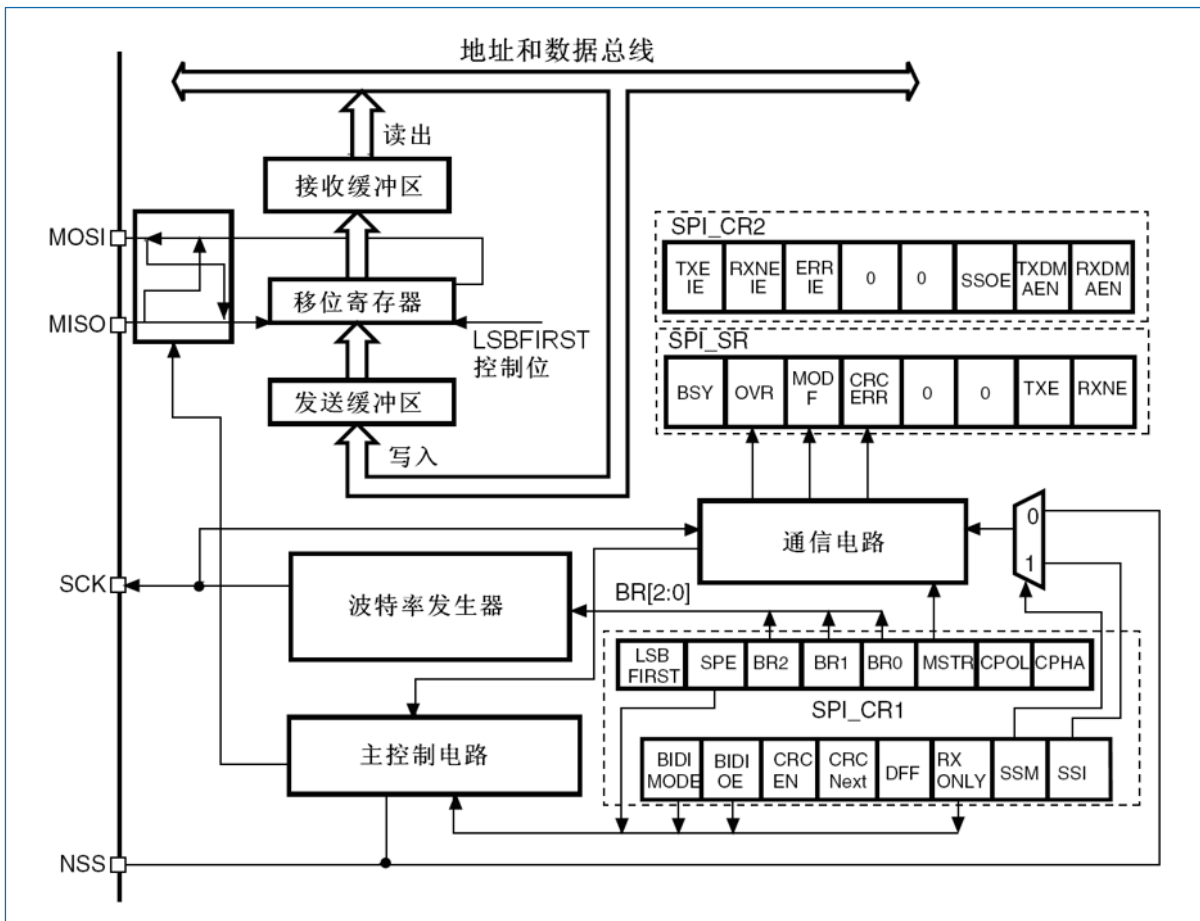 地址和数据总线
读出
接收缓冲区
MOSI
移位寄存器
MISO
LSBFIRST
控制位
发送缓冲区
写入
SPI_CR2
TXE
IE
RXNE
IE
ERR
IE
0
0
SSOE
TXDM
AEN
RXDM
AEN
SPI_SR
BSY
OVR
MOD
F
CRC
ERR
0
0
TXE
RXNE
通信电路
0
1
SCK
波特率发生器
BR[2:0]
LSB
FIRST
SPE
BR2
BR1
BR0
MSTR
CPOL
CPHA
SPI_CR1
主控制电路
BIDI
MODE
BIDI
OE
CRC
EN
CRC
Next
DFF
RX
ONLY
SSM
SSI
NSS